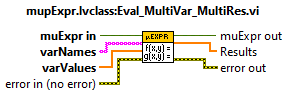 mupExpr.lvclass:Eval_MultiVar_MultiRes.vi
muExpr in
muExpr out
varNames
Results
varValues
error out
error in (no error)
µEXPR
f(x,y) =
g(x,y) =